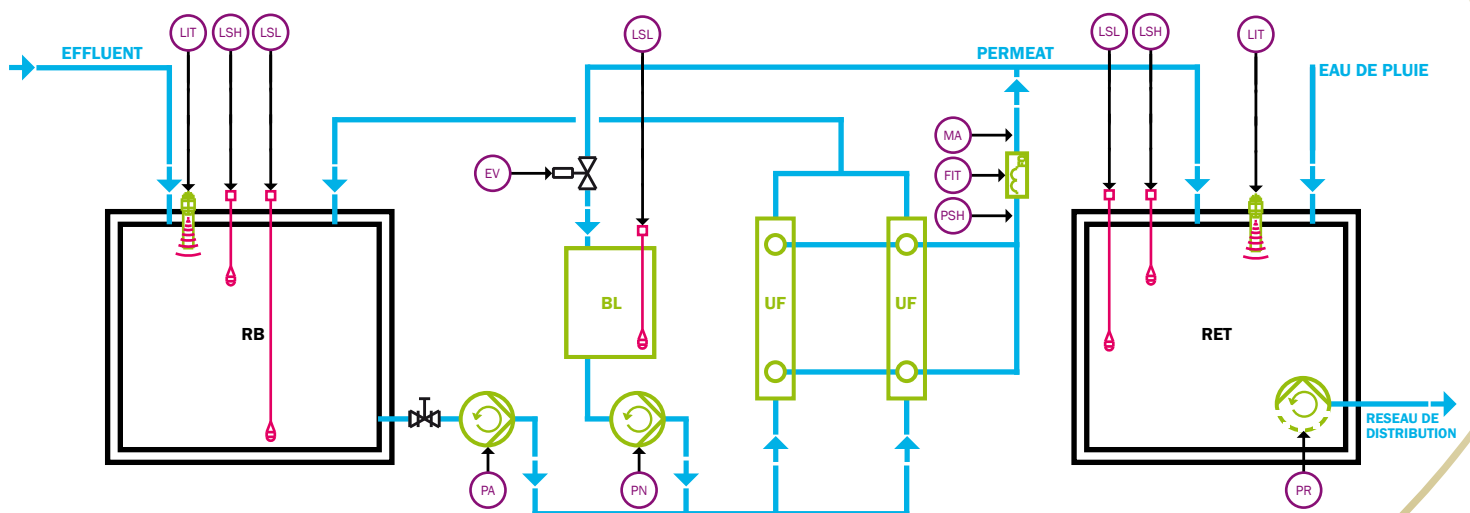 LIT
LSH
LSL
EFFLUENT
LSL
PERMEAT
LSL
LSH
LIT
EAU DE PLUIE
EV
MA
FIT
PSH
RB
BL
UF
UF
RET
RESEAU DE
DISTRIBUTION
PA
PN
PR